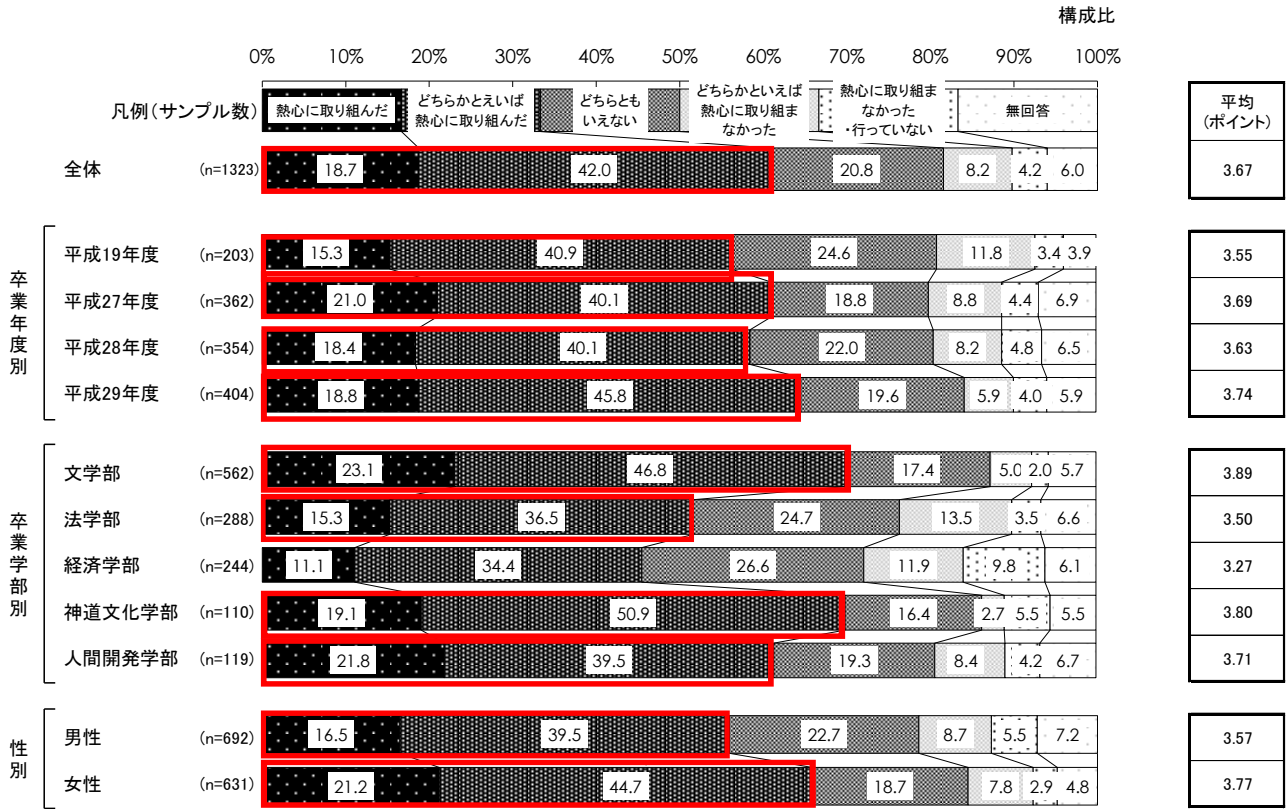 構成比
0% 10% 20% 30% 40% 50% 60% 70% 80% 90% 100%
凡例(サンプル数)
熱心に取り組んだ
どちらかとえいば
熱心に取り組んだ
どちらとも
いえない
どちらかといえば
熱心に取り組ま
なかった
熱心に取り組ま
なかった
・行っていない
無回答
平均
(ポイント)
全体 (n=1323) 18.7 42.0 20.8 8.2 4.2 6.0 3.67
卒業年度別
平成19年度 (n=203) 15.3 40.9 24.6 11.8 3.4 3.9 3.55
平成27年度 (n=362) 21.0 40.1 18.8 8.8 4.4 6.9 3.69
平成28年度 (n=354) 18.4 40.1 22.0 8.2 4.8 6.5 3.63
平成29年度 (n=404) 18.8 45.8 19.6 5.9 4.0 5.9 3.74
卒業学部別
文学部 (n=562) 23.1 46.8 17.4 5.0 2.0 5.7 3.89
法学部 (n=288) 15.3 36.5 24.7 13.5 3.5 6.6 3.50
経済学部 (n=244) 11.1 34.4 26.6 11.9 9.8 6.1 3.27
神道文化学部 (n=110) 19.1 50.9 16.4 2.7 5.5 5.5 3.80
人間開発学部 (n=119) 21.8 39.5 19.3 8.4 4.2 6.7 3.71
性別
男性 (n=692) 16.5 39.5 22.7 8.7 5.5 7.2 3.57
女性 (n=631) 21.2 44.7 18.7 7.8 2.9 4.8 3.77